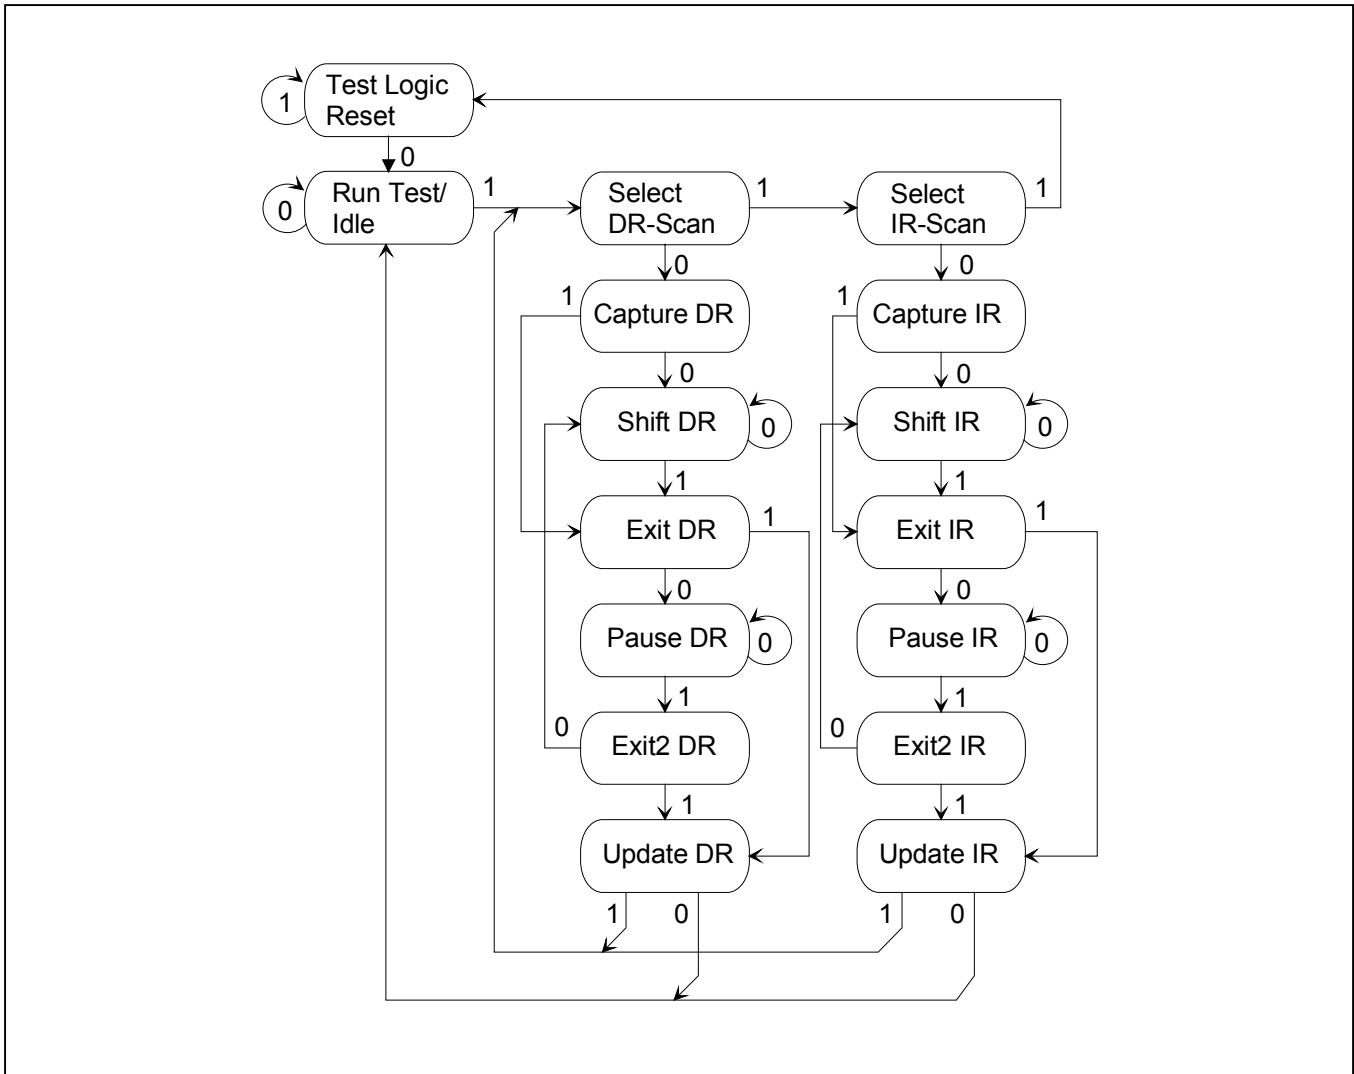 Test Logic
Reset
1
0
Run Test/
Idle
0
1
Select
DR-Scan
1
Select
IR-Scan
1
0
0
1
Capture DR
1
Capture IR
0
0
Shift DR
0
Shift IR
0
1
1
Exit DR
1
Exit IR
1
0
0
Pause DR
0
Pause IR
0
1
1
0
Exit2 DR
0
Exit2 IR
1
1
Update DR
Update IR
1
0
1
0